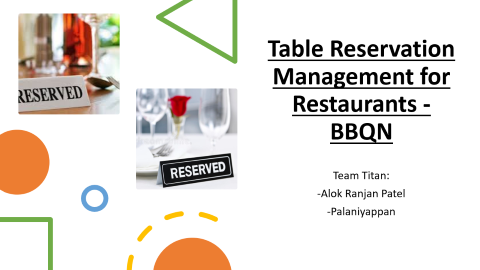 RESERVED
RESERVED
Table Reservation
Management for
Restaurants -
BBQN
Team Titan:
-Alok Ranjan Patel
-Palaniyappan